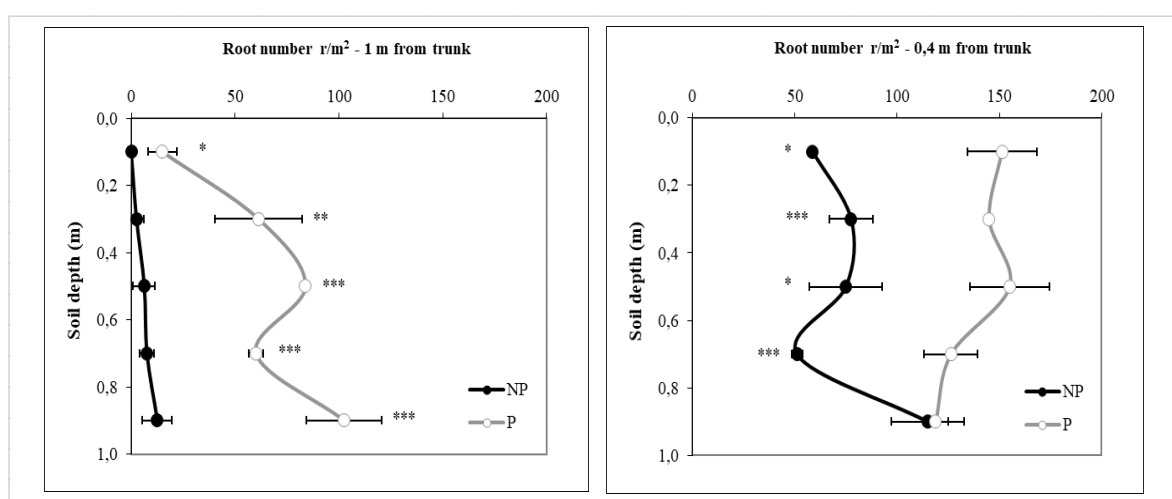 Root number r/m² - 1 m from trunk
0 50 100 150 200
0,0
0,2
0,4
0,6
0,8
1,0
Soil depth (m)
*
**
***
***
***
NP
P
Root number r/m² - 0,4 m from trunk
0 50 100 150 200
0,0
0,2
0,4
0,6
0,8
1,0
Soil depth (m)
*
***
*
***
NP
P